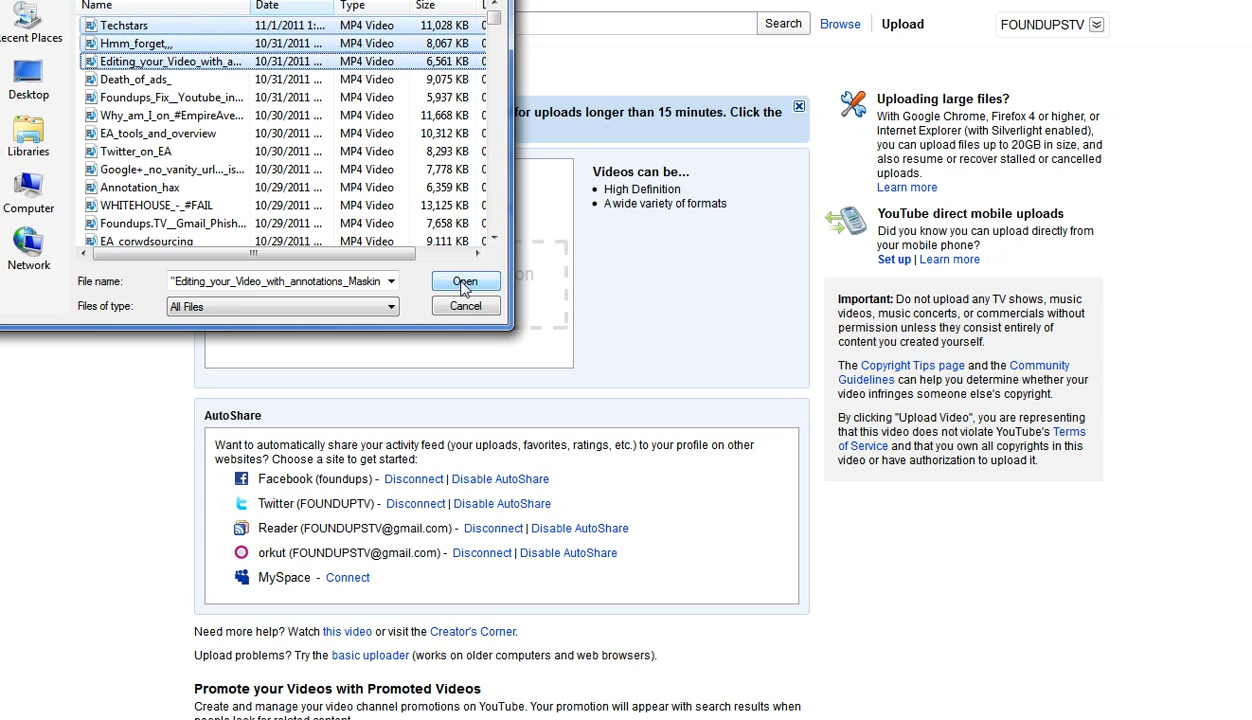 Name Date Type Size
Techstars 11/1/2011 1:... MP4 Video 11,028 KB
Hmm_forget,,, 10/31/2011 ... MP4 Video 8,067 KB
Editing_your_Video_with_a... 10/31/2011 ... MP4 Video 6,561 KB
Death_of_ads_ 10/31/2011 ... MP4 Video 9,075 KB
Foundups_Fix__Youtube_in... 10/31/2011 ... MP4 Video 5,937 KB
Why_am_I_on_#EmpireAve... 10/30/2011 ... MP4 Video 11,668 KB
EA_tools_and_overview 10/30/2011 ... MP4 Video 10,312 KB
Twitter_on_EA 10/30/2011 ... MP4 Video 8,293 KB
Google+_no_vanity_url..._is... 10/30/2011 ... MP4 Video 7,778 KB
Annotation_hax 10/29/2011 ... MP4 Video 6,359 KB
WHITEHOUSE_-_#FAIL 10/29/2011 ... MP4 Video 13,125 KB
Foundups.TV__Gmail_Phish... 10/29/2011 ... MP4 Video 7,658 KB
EA_corwdsourcing 10/29/2011 ... MP4 Video 9,111 KB
Recent Places
Desktop
Libraries
Computer
Network
File name: "Editing_your_Video_with_annotations_Maskin Open
Files of type: All Files Cancel
Search Browse Upload FOUNDUPSTV
for uploads longer than 15 minutes. Click the
Videos can be...
High Definition
A wide variety of formats
Uploading large files?
With Google Chrome, Firefox 4 or higher, or
Internet Explorer (with Silverlight enabled),
you can upload files up to 20GB in size, and
also resume or recover stalled or cancelled
uploads.
Learn more
YouTube direct mobile uploads
Did you know you can upload directly from
your mobile phone?
Set up | Learn more
Important: Do not upload any TV shows, music
videos, music concerts, or commercials without
permission unless they consist entirely of
content you created yourself.
The Copyright Tips page and the Community
Guidelines can help you determine whether your
video infringes someone else's copyright.
By clicking "Upload Video", you are representing
that this video does not violate YouTube's Terms
of Service and that you own all copyrights in this
video or have authorization to upload it.
AutoShare
Want to automatically share your activity feed (your uploads, favorites, ratings, etc.) to your profile on other
websites? Choose a site to get started:
Facebook (foundups) - Disconnect | Disable AutoShare
Twitter (FOUNDUPTV) - Disconnect | Disable AutoShare
Reader (FOUNDUPSTV@gmail.com) - Disconnect | Disable AutoShare
orkut (FOUNDUPSTV@gmail.com) - Disconnect | Disable AutoShare
MySpace - Connect
Need more help? Watch this video or visit the Creator's Corner.
Upload problems? Try the basic uploader (works on older computers and web browsers).
Promote your Videos with Promoted Videos
Create and manage your video channel promotions on YouTube. Your promotion will appear with search results when
people look for related content.